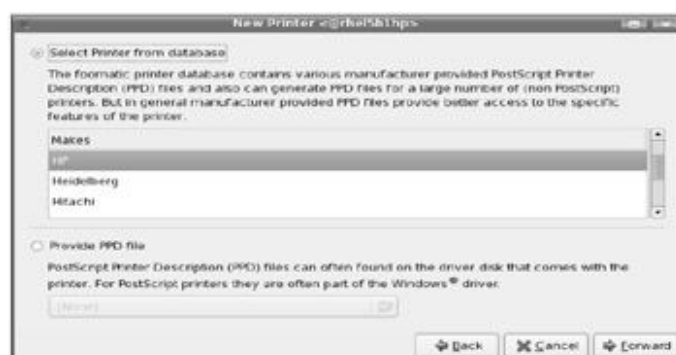 New Printer <@rhel5b1hp>
Select Printer from database
The foomatic printer database contains various manufacturer provided PostScript Printer
Description (PPD) files and also can generate PPD files for a large number of (non PostScript)
printers. But in general manufacturer provided PPD files provide better access to the specific
features of the printer.
Makes
HP
Heidelberg
Hitachi
Provide PPD file
PostScript Printer Description (PPD) files can often found on the driver disk that comes with the
printer. For PostScript printers they are often part of the Windows® driver.
(None)
Back
Cancel
Forward